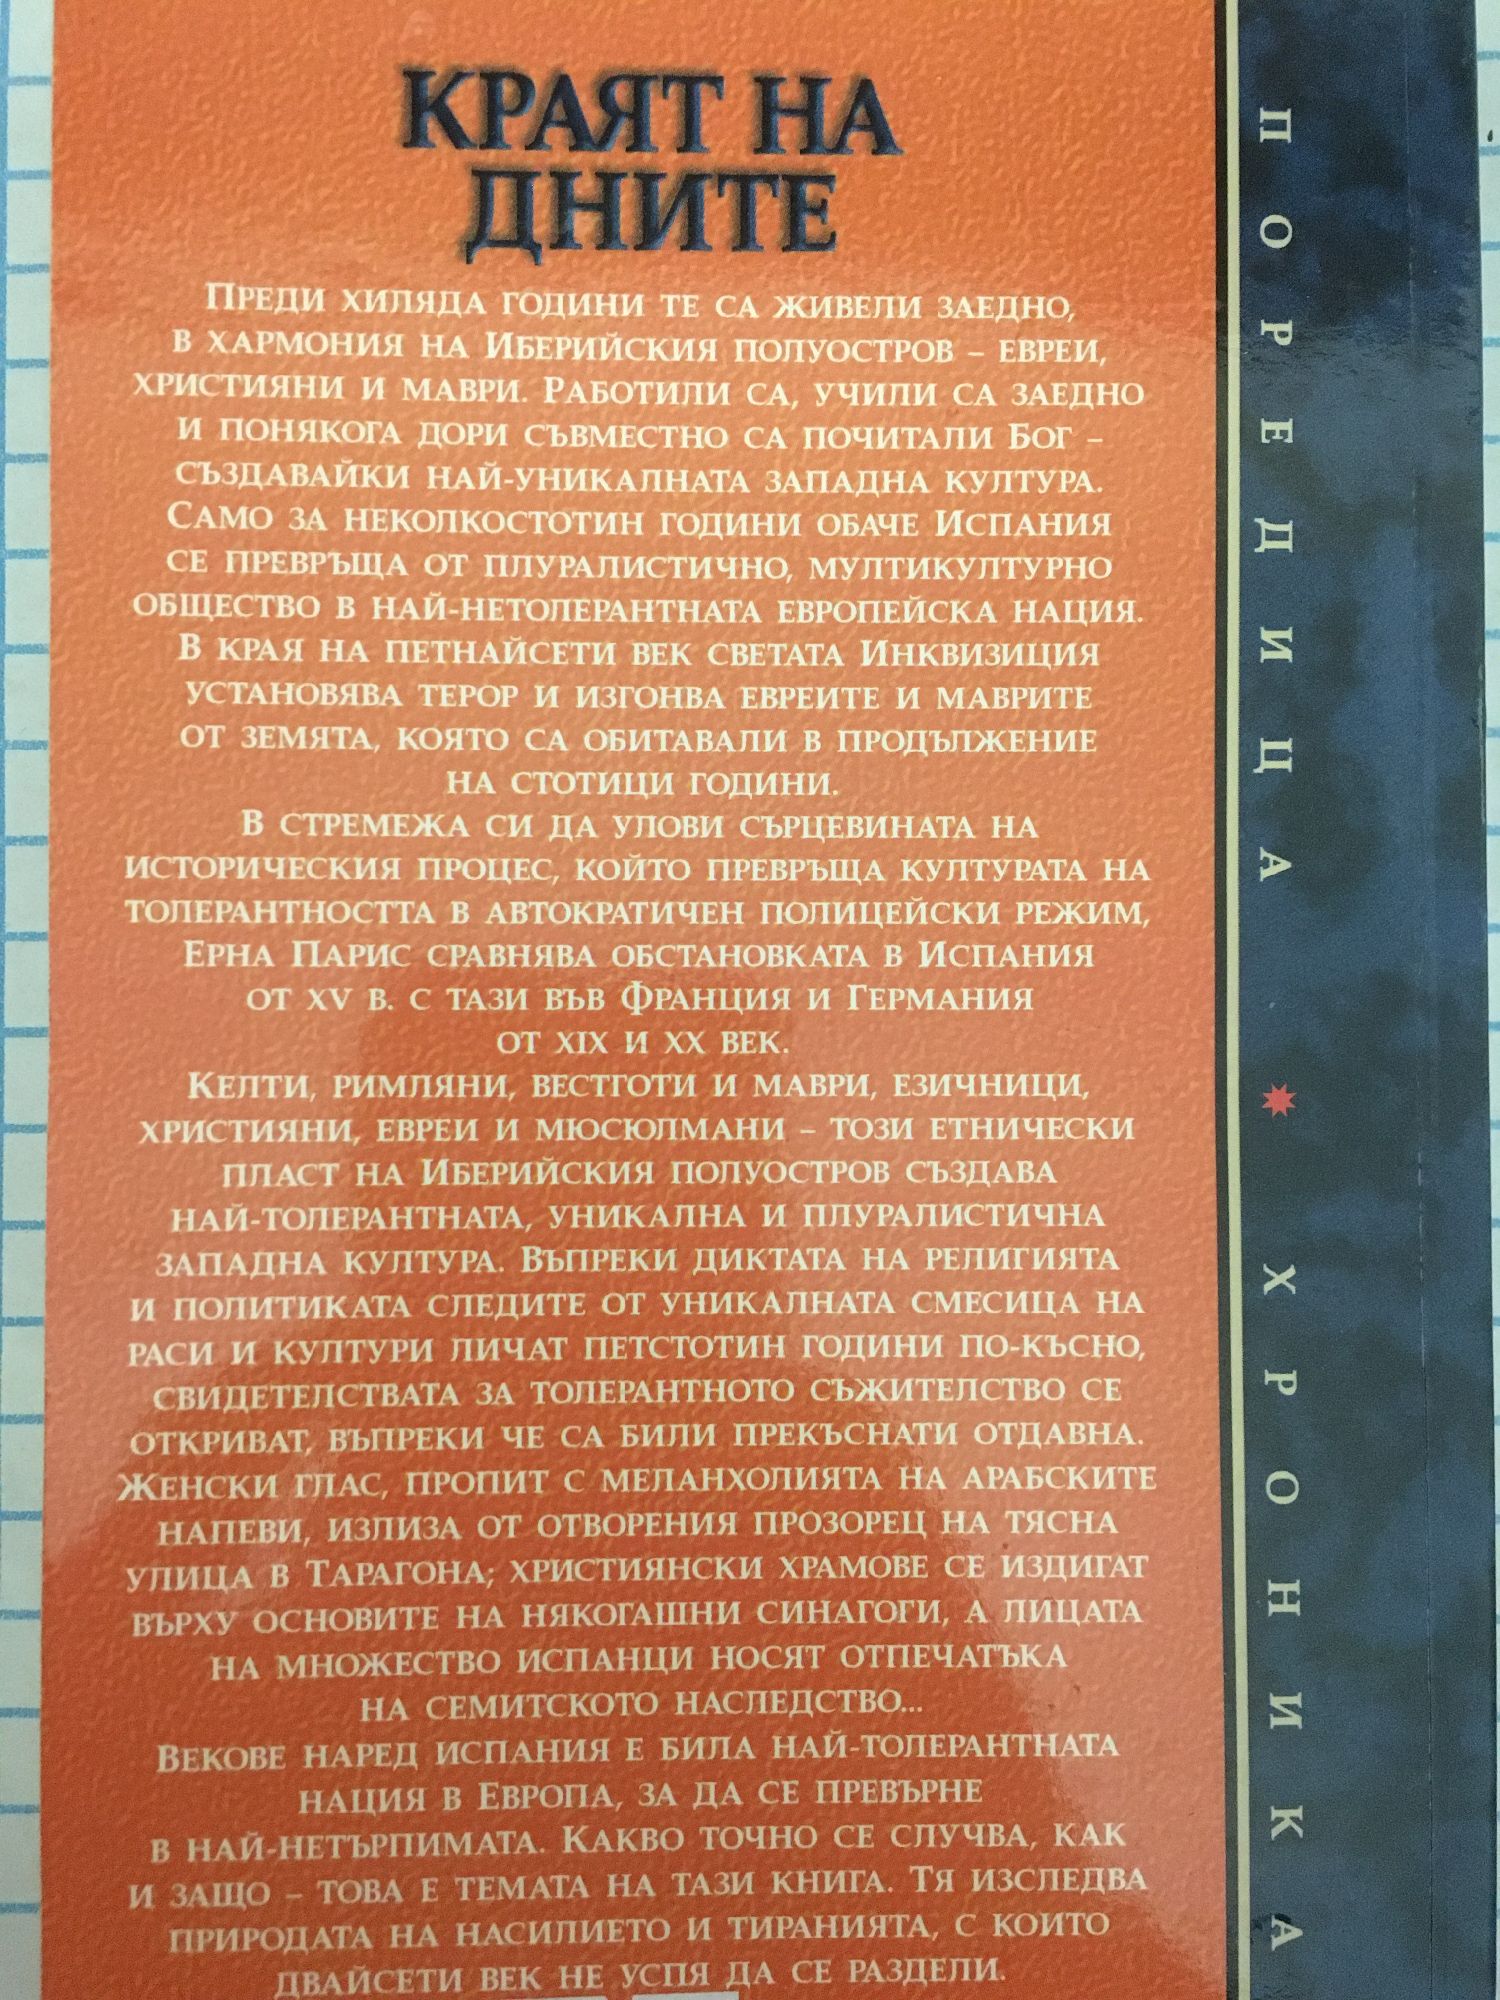 КРАЯТ НА
ДНИТЕ
Преди хиляда години те са живели заедно,
в хармония на Иберийския полуостров – евреи,
християни и маври. Работили са, учили са заедно
и понякога дори съвместно са почитали Бог –
създавайки най-уникалната западна култура.
Само за неколкостотин години обаче Испания
се превръща от плуралистично, мултикултурно
общество в най-нетолерантната европейска нация.
В края на петнайсети век Светата Инквизиция
установява терор и изгонва евреите и маврите
от земята, която са обитавали в продължение
на стотици години.
В стремежа си да улови сърцевината на
историческия процес, който превръща културата на
толерантността в автократичен полицейски режим,
Ерна Парис сравнява обстановката в Испания
от XV в. с тази във Франция и Германия
от XIX и XX век.
Келти, римляни, вестготи и маври, езичници,
християни, евреи и мюсюлмани – този етнически
пласт на Иберийския полуостров създава
най-толерантната, уникална и плуралистична
западна култура. Въпреки диктата на религията
и политиката следите от уникалната смесица на
раси и култури личат петстотин години по-късно,
свидетелствата за толерантното съжителство се
откриват, въпреки че са били прекъснати отдавна.
Женски глас, пропит с меланхолията на арабските
напеви, излиза от отворения прозорец на тясна
улица в Тарагона; християнски храмове се издигат
върху основите на някогашни синагоги, а лицата
на множество испанци носят отпечатъка
на семитското наследство...
Векове наред Испания е била най-толерантната
нация в Европа, за да се превърне
в най-нетърпимата. Какво точно се случва, как
и защо – това е темата на тази книга. Тя изследва
природата на насилието и тиранията, с които
двайсети век не успя да се раздели.
ПОРЕДИЦА ХРОНИКА